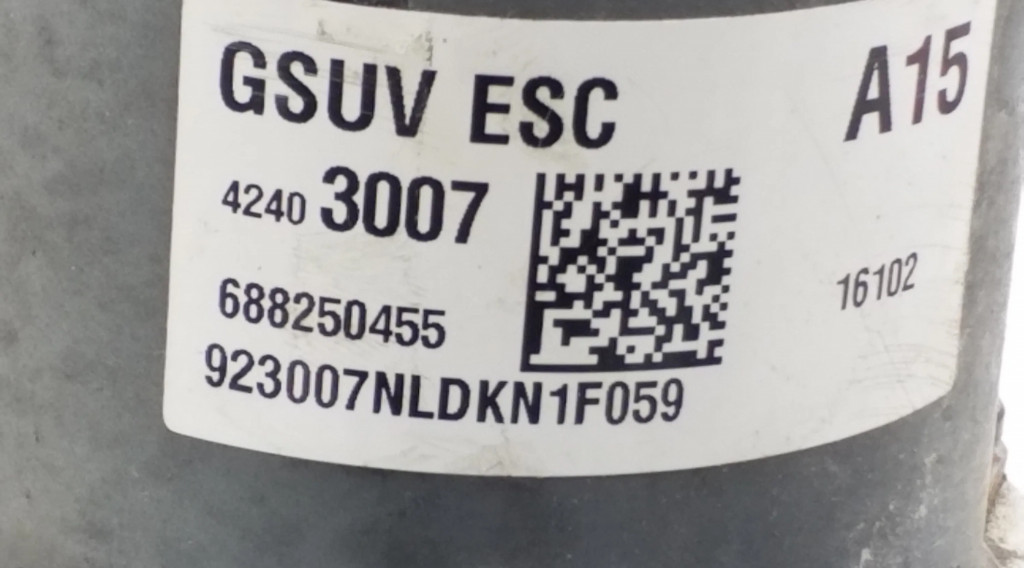 GSUV ESC A15
4240 3007
16102
688250455
923007NLDKN1F059